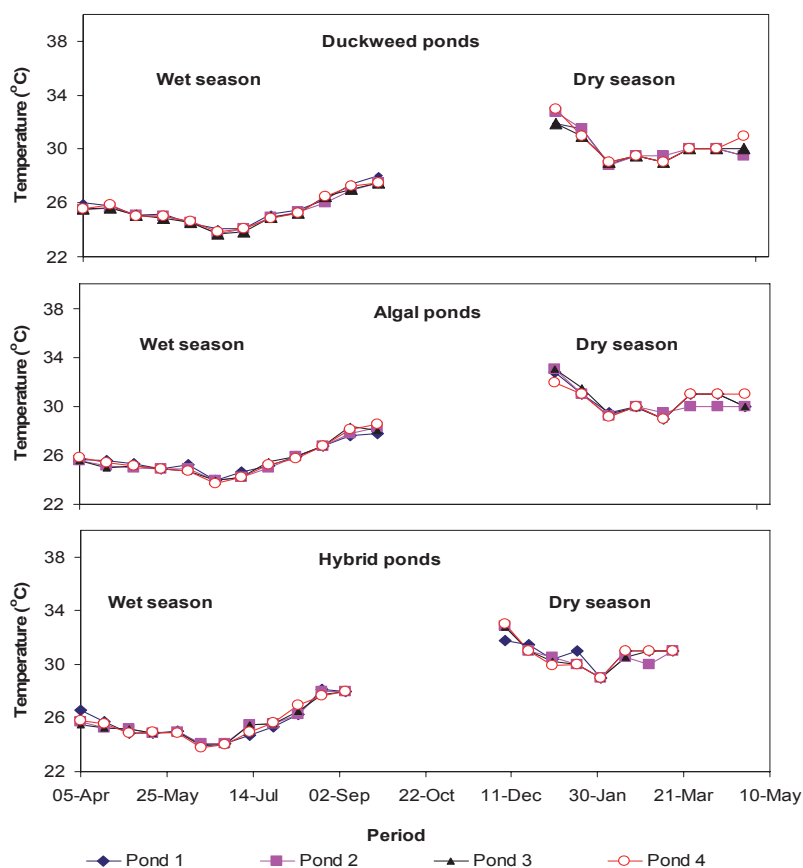 38
34
30
26
22
Temperature (°C)
Duckweed ponds
Wet season
Dry season
38
34
30
26
22
Temperature (°C)
Algal ponds
Wet season
Dry season
38
34
30
26
22
Temperature (°C)
Hybrid ponds
Wet season
Dry season
05-Apr 25-May 14-Jul 02-Sep 22-Oct 11-Dec 30-Jan 21-Mar 10-May
Period
Pond 1 Pond 2 Pond 3 Pond 4